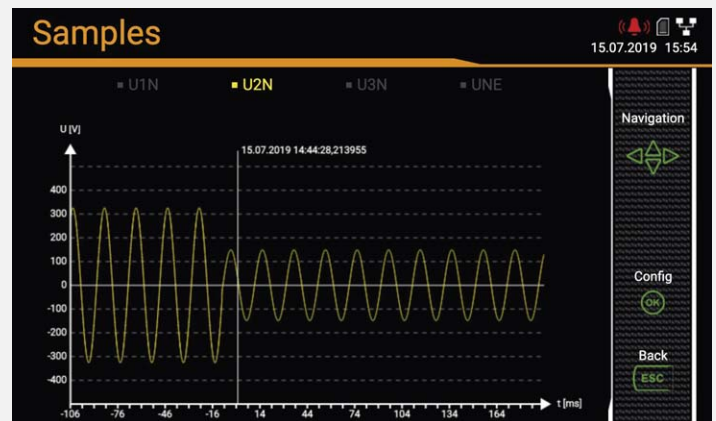 Samples
15.07.2019 15:54
U1N U2N U3N UNE
Navigation
U [V]
15.07.2019 14:44:28,213955
400
300
200
100
0
-100
-200
-300
-400
Config
OK
Back
ESC
t [ms]
-106 -76 -46 -16 14 44 74 104 134 164